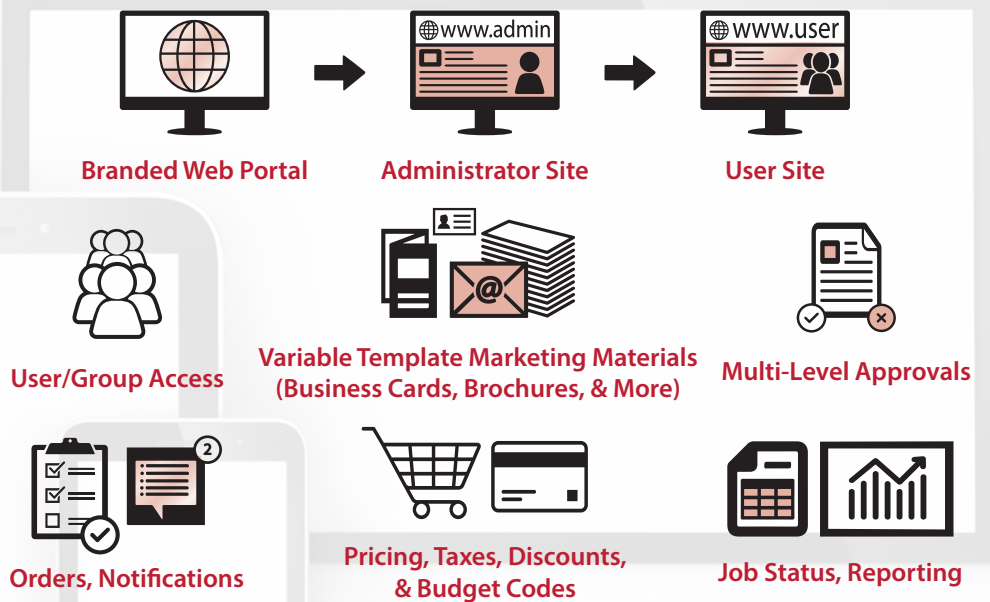 www.admin
www.user
Branded Web Portal
Administrator Site
User Site
@
User/Group Access
Variable Template Marketing Materials
(Business Cards, Brochures, & More)
Multi-Level Approvals
2
Orders, Notifications
Pricing, Taxes, Discounts,
& Budget Codes
Job Status, Reporting